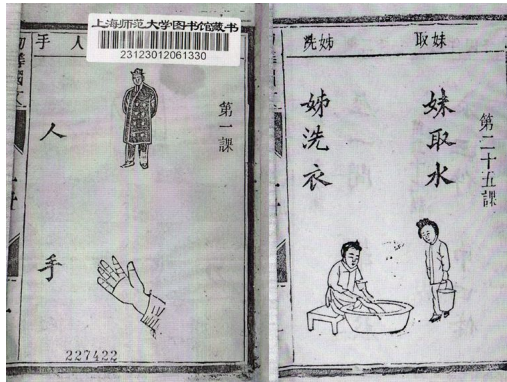 上海师范大学图书馆藏书
23123012061330
人 手
第一課
人
手
227422
妹取 姊洗
第二十五課
妹取水
姊洗衣